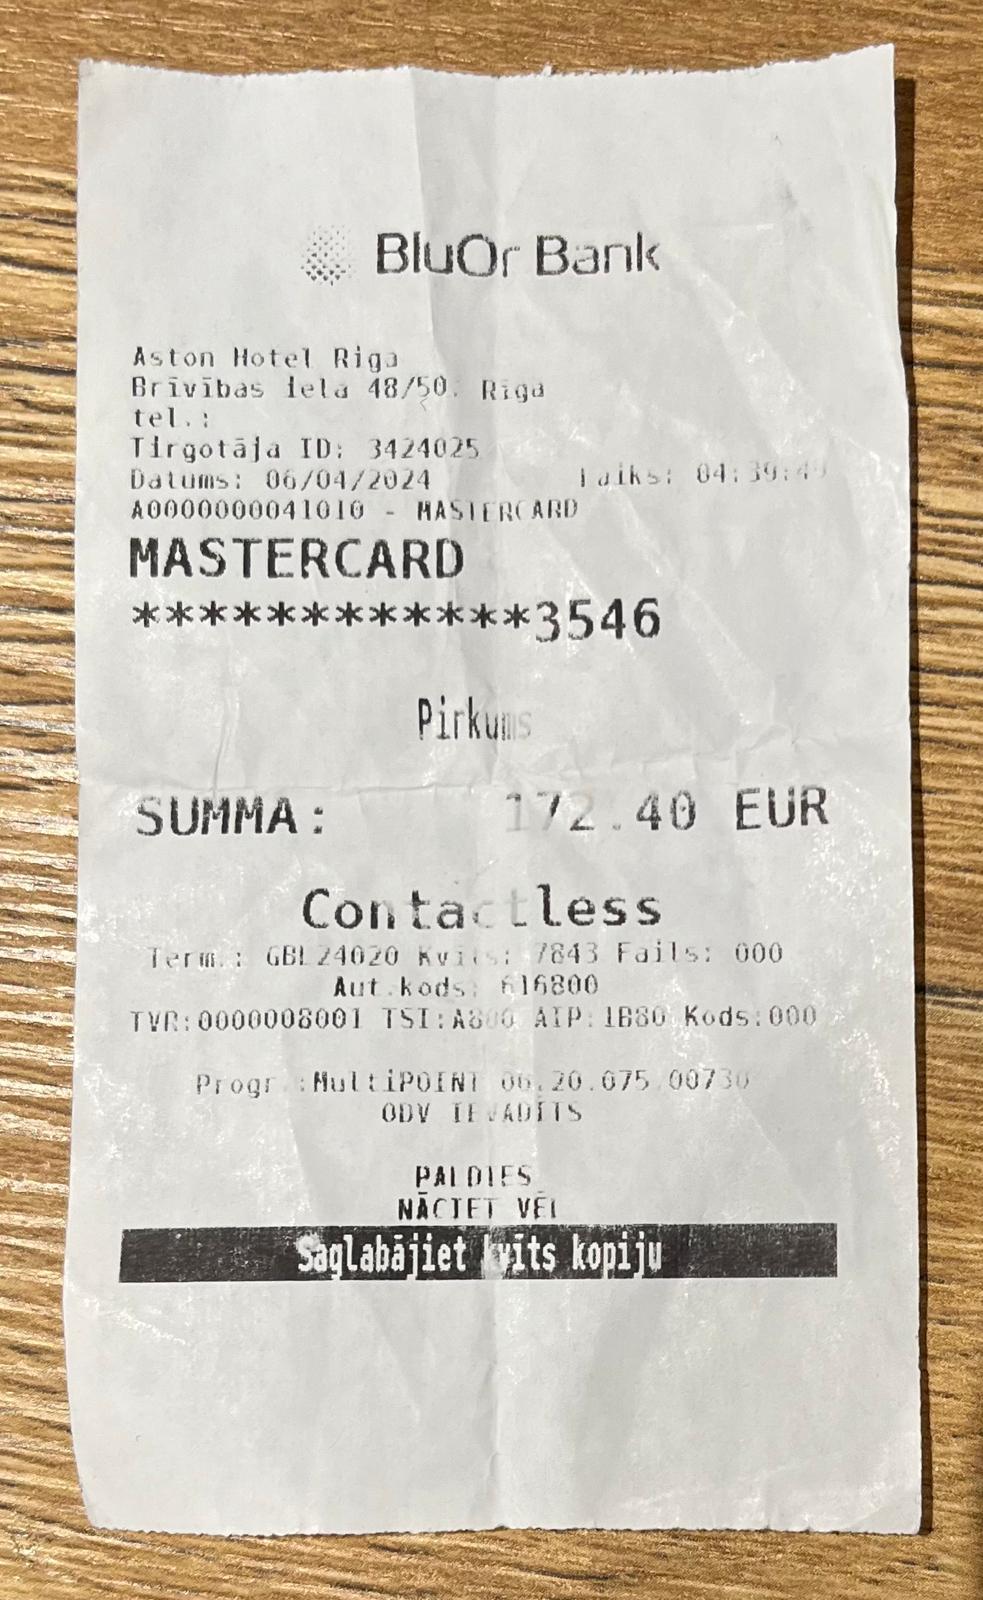 BluOr Bank
Aston Hotel Riga
Brīvības iela 48/50, Rīga
tel.:
Tirgotāja ID: 3424025
Datums: 06/04/2024 Laiks: 04:39:49
A0000000041010 - MASTERCARD
MASTERCARD
************3546
Pirkums
SUMMA: 172.40 EUR
Contactless
Term.: GBL24020 Kvīts: 7843 Fails: 000
Aut.kods: 616800
TVR:0000008001 TSI:A800 AIP:1B80 Kods:000
Progr.:MultiPOINT 06.20.075.00730
ODV IEVADĪTS
PALDIES
NĀCIET VĒL
Saglabājiet kvīts kopiju